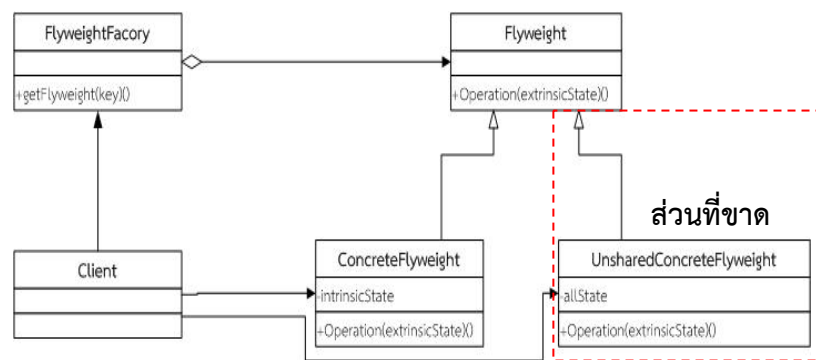 FlyweightFacory
+getFlyweight(key)()
Flyweight
+Operation(extrinsicState)()
ส่วนที่ขาด
Client
ConcreteFlyweight
-intrinsicState
+Operation(extrinsicState)()
UnsharedConcreteFlyweight
-allState
+Operation(extrinsicState)()